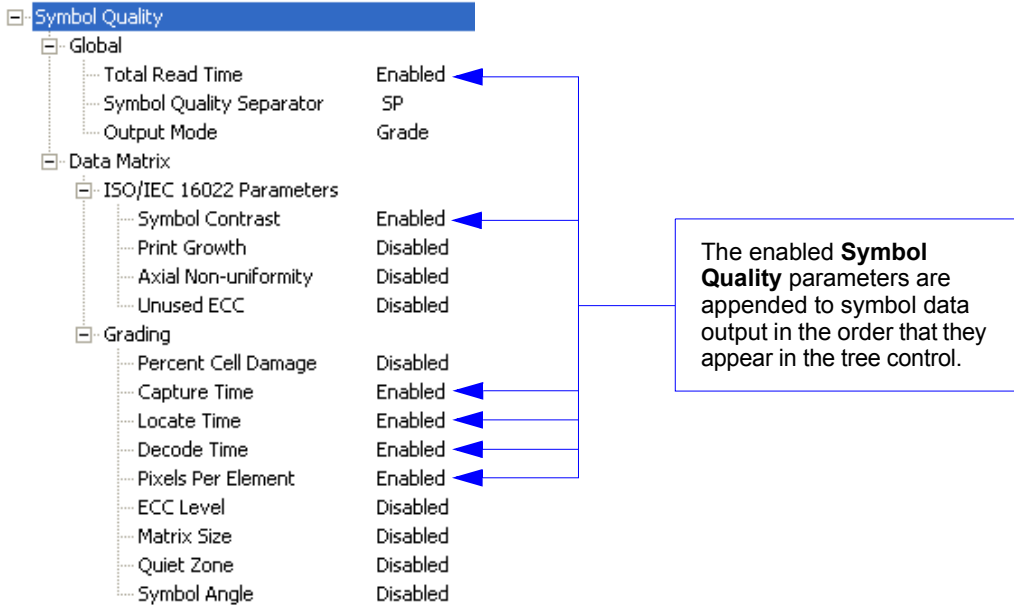 Symbol Quality
Global
Total Read Time Enabled
Symbol Quality Separator SP
Output Mode Grade
Data Matrix
ISO/IEC 16022 Parameters
Symbol Contrast Enabled
Print Growth Disabled
Axial Non-uniformity Disabled
Unused ECC Disabled
Grading
Percent Cell Damage Disabled
Capture Time Enabled
Locate Time Enabled
Decode Time Enabled
Pixels Per Element Enabled
ECC Level Disabled
Matrix Size Disabled
Quiet Zone Disabled
Symbol Angle Disabled
The enabled Symbol
Quality parameters are
appended to symbol data
output in the order that they
appear in the tree control.